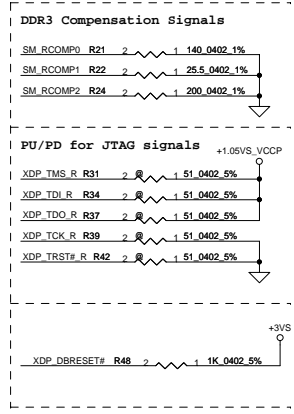 DDR3 Compensation Signals
SM_RCOMP0 R21 2 1 140_0402_1%
SM_RCOMP1 R22 2 1 25.5_0402_1%
SM_RCOMP2 R24 2 1 200_0402_1%
PU/PD for JTAG signals
+1.05VS_VCCP
XDP_TMS_R R31 2 @ 1 51_0402_5%
XDP_TDI_R R34 2 @ 1 51_0402_5%
XDP_TDO_R R37 2 @ 1 51_0402_5%
XDP_TCK_R R39 2 @ 1 51_0402_5%
XDP_TRST#_R R42 2 @ 1 51_0402_5%
+3VS
XDP_DBRESET# R48 2 1 1K_0402_5%